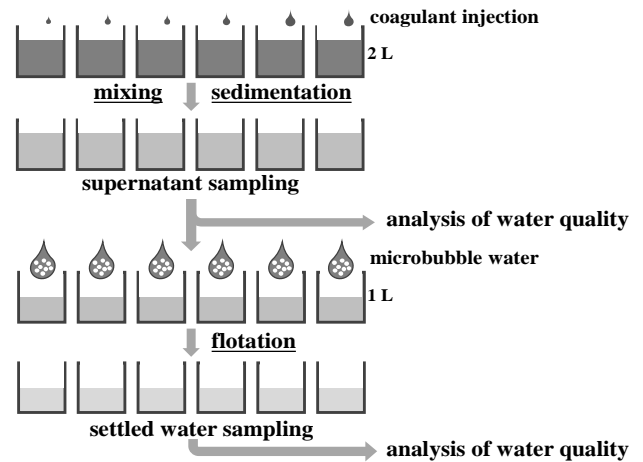 coagulant injection
2 L
mixing sedimentation
supernatant sampling
analysis of water quality
microbubble water
1 L
flotation
settled water sampling
analysis of water quality